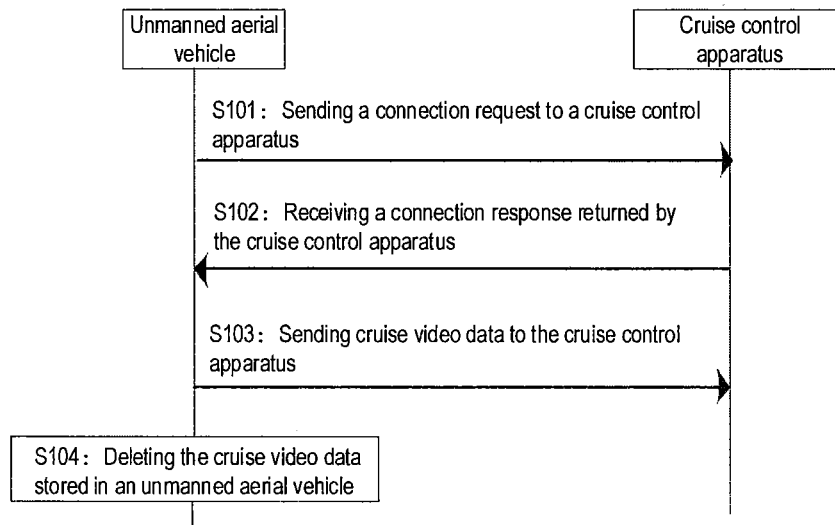 Unmanned aerial
vehicle
Cruise control
apparatus
S101: Sending a connection request to a cruise control
apparatus
S102: Receiving a connection response returned by
the cruise control apparatus
S103: Sending cruise video data to the cruise control
apparatus
S104: Deleting the cruise video data
stored in an unmanned aerial vehicle